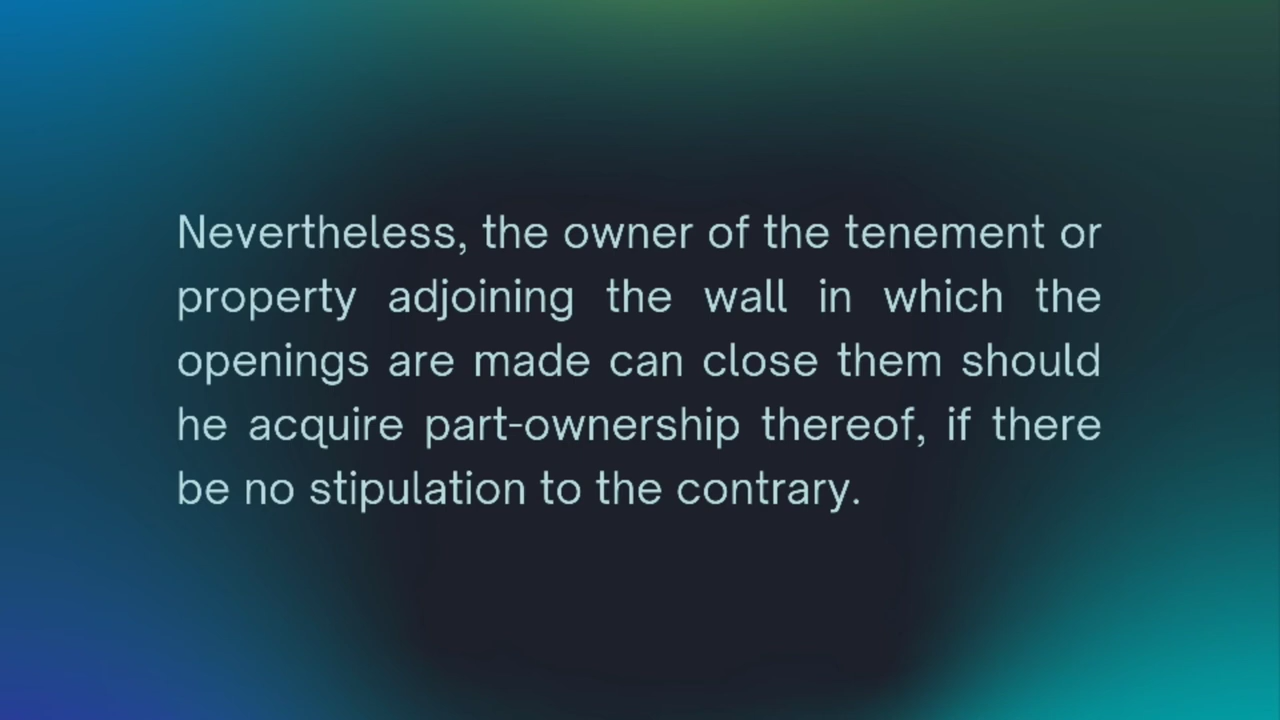 Nevertheless, the owner of the tenement or
property adjoining the wall in which the
openings are made can close them should
he acquire part-ownership thereof, if there
be no stipulation to the contrary.